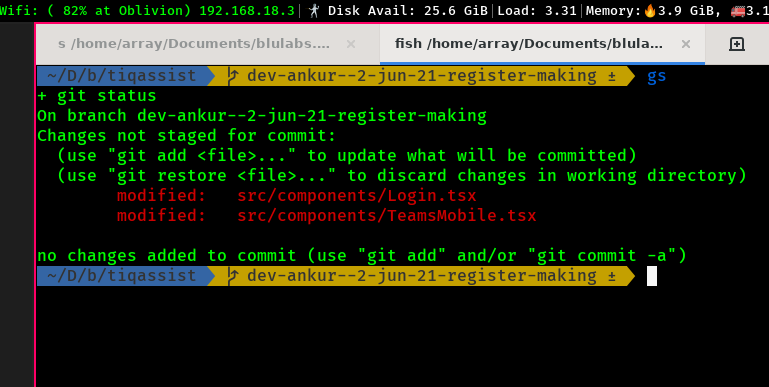 Wifi: ( 82% at Oblivion) 192.168.18.3 Disk Avail: 25.6 GiB Load: 3.31 Memory:🔥3.9 GiB, 🚒3.1
s /home/array/Documents/blulabs.... × fish /home/array/Documents/blula... ×
~/D/b/tiqassist dev-ankur--2-jun-21-register-making ± gs
+ git status
On branch dev-ankur--2-jun-21-register-making
Changes not staged for commit:
(use "git add <file>..." to update what will be committed)
(use "git restore <file>..." to discard changes in working directory)
modified: src/components/Login.tsx
modified: src/components/TeamsMobile.tsx
no changes added to commit (use "git add" and/or "git commit -a")
~/D/b/tiqassist dev-ankur--2-jun-21-register-making ±